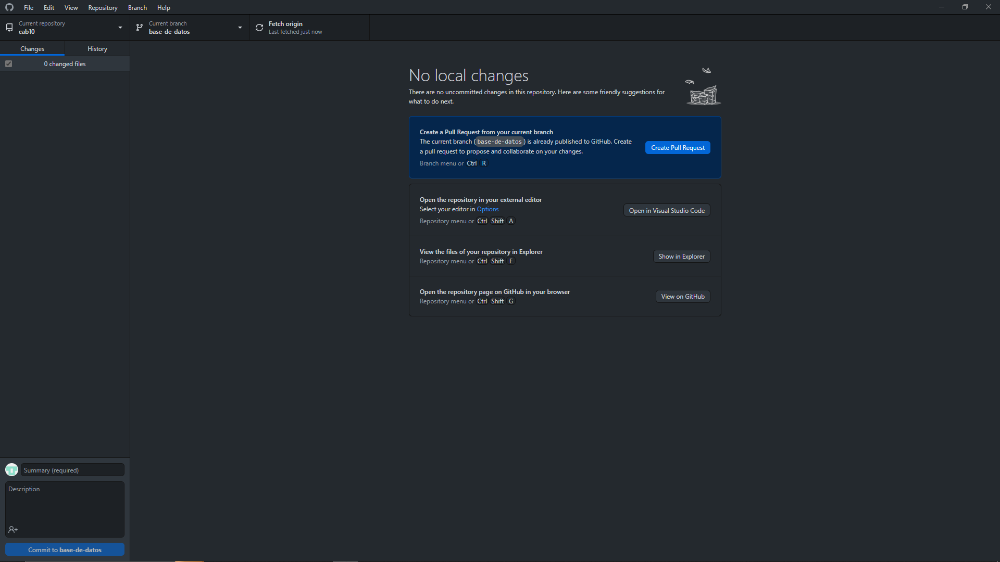 File Edit View Repository Branch Help
Current repository
cab10
Current branch
base-de-datos
Fetch origin
Last fetched just now
Changes
History
0 changed files
No local changes
There are no uncommitted changes in this repository. Here are some friendly suggestions for
what to do next.
Create a Pull Request from your current branch
The current branch (base-de-datos) is already published to GitHub. Create
a pull request to propose and collaborate on your changes.
Branch menu or Ctrl R
Create Pull Request
Open the repository in your external editor
Select your editor in Options
Repository menu or Ctrl Shift A
Open in Visual Studio Code
View the files of your repository in Explorer
Repository menu or Ctrl Shift F
Show in Explorer
Open the repository page on GitHub in your browser
Repository menu or Ctrl Shift G
View on GitHub
Summary (required)
Description
Commit to base-de-datos